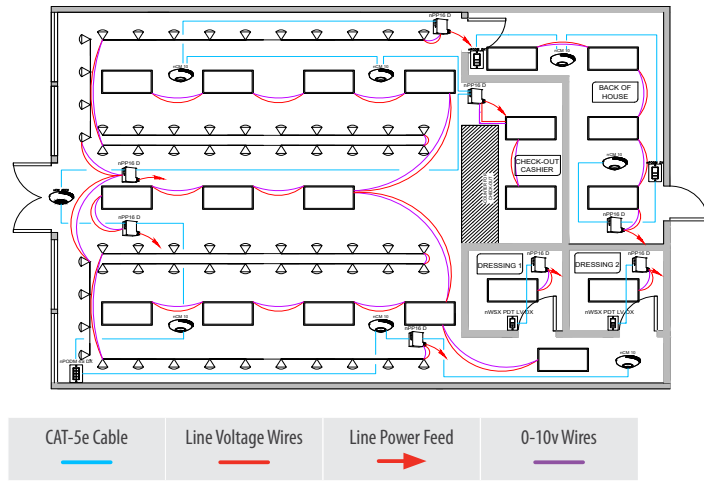 nPP16 D
nCM 10
nCM 10
nPP16 D
BACK OF
HOUSE
CHECK-OUT
CASHIER
nCM 10
nPP16 D
nPP16 D
nPP16 D
DRESSING 1
nPP16 D
DRESSING 2
nPP16 D
nWSX PDT LV DX
nWSX PDT LV DX
nCM 10
nCM 10
nPP16 D
nCM 10
CAT-5e Cable
Line Voltage Wires
Line Power Feed
0-10v Wires